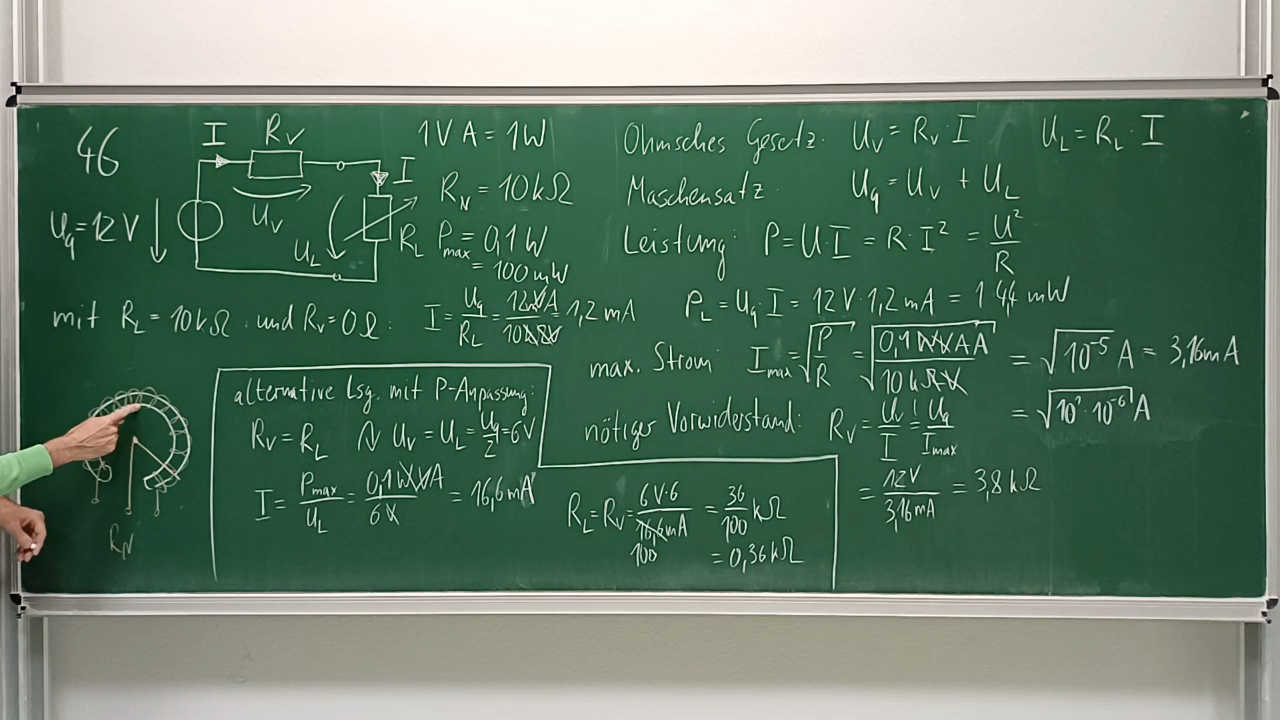 46
I
R_V
I
U_q = 12 V
U_V
U_L
R_L
1 V A = 1 W
R_N = 10 kΩ
P_max = 0,1 W
= 100 mW
Ohmsches Gesetz: U_V = R_V · I U_L = R_L · I
Maschensatz: U_q = U_V + U_L
Leistung: P = U · I = R · I² = U²/R
mit R_L = 10 kΩ und R_V = 0 Ω: I = U_q/R_L = 12 kVA/10 kΩV = 1,2 mA
P_L = U_q · I = 12 V · 1,2 mA = 1 44 mW
max. Strom: I_max = √(P/R) = √(0,1 W V A A/10 kΩ V) = √(10⁻⁵) A = 3,16 mA
= √(10¹ · 10⁻⁶) A
nötiger Vorwiderstand: R_V = U_V/I = U_q/I_max
= 12 V/3,16 mA = 3,8 kΩ
alternative Lsg. mit P-Anpassung:
R_V = R_L ⇝ U_V = U_L = U_q/2 = 6 V
I = P_max/U_L = 0,1 W V A/6 V = 16,6 mA
R_L = R_V = 6 V · 6/16,6 mA = 36/100 kΩ
100
= 0,36 kΩ
R_N